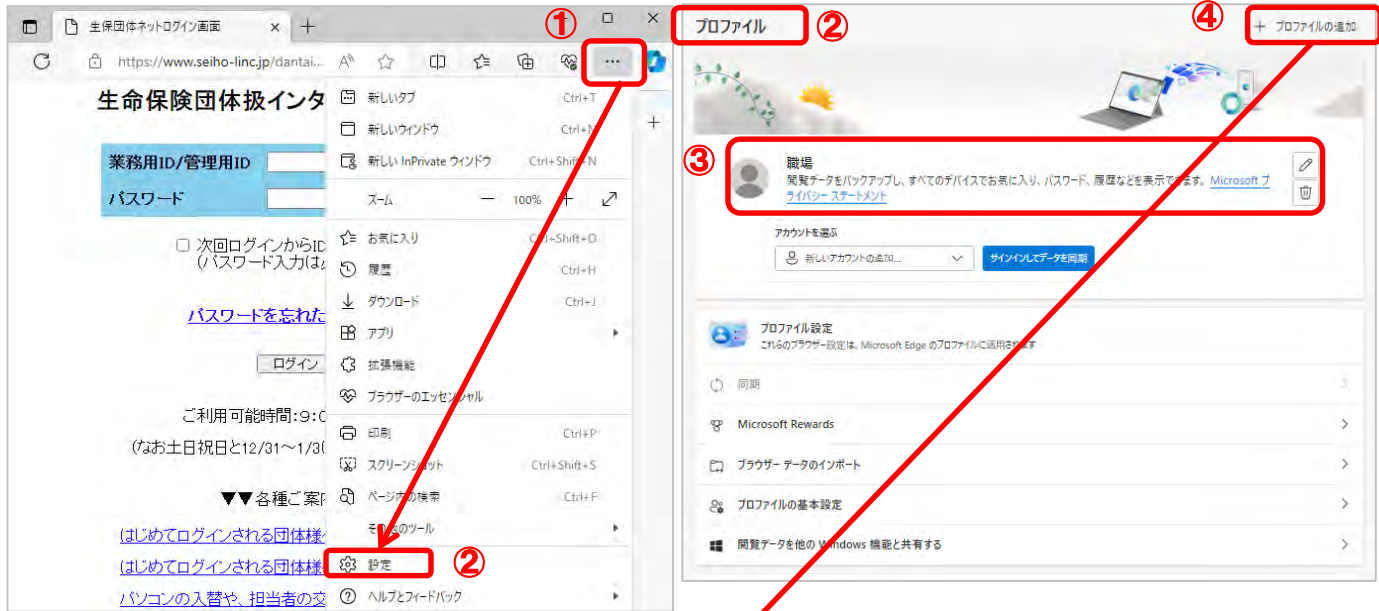 ①
生保団体ネットログイン画面
https://www.seiho-linc.jp/dantai...
生命保険団体扱インタ
業務用ID/管理用ID
パスワード
次回ログインからID
(パスワード入力は
パスワードを忘れた
ログイン
ご利用可能時間:9:0
(なお土日祝日と12/31～1/3(
▼▼各種ご案
はじめてログインされる団体様
はじめてログインされる団体様
パソコンの入替や、担当者の交
新しいタブ Ctrl+T
新しいウィンドウ Ctrl+N
新しい InPrivate ウィンドウ Ctrl+Shift+N
ズーム 100%
お気に入り Ctrl+Shift+O
履歴 Ctrl+H
ダウンロード Ctrl+J
アプリ
拡張機能
ブラウザーのエッセンシャル
印刷 Ctrl+P
スクリーンショット Ctrl+Shift+S
ページ内の検索 Ctrl+F
その他のツール
設定 ②
ヘルプとフィードバック
プロファイル ②
④ + プロファイルの追加
③
職場
閲覧データをバックアップし、すべてのデバイスでお気に入り、パスワード、履歴などを表示できます。 Microsoft プ
ライバシー ステートメント
アカウントを選ぶ
新しいアカウントの追加... サインインしてデータを同期
プロファイル設定
これらのブラウザー設定は、Microsoft Edge のプロファイルに適用されます
同期
Microsoft Rewards
ブラウザー データのインポート
プロファイルの基本設定
閲覧データを他の Windows 機能と共有する